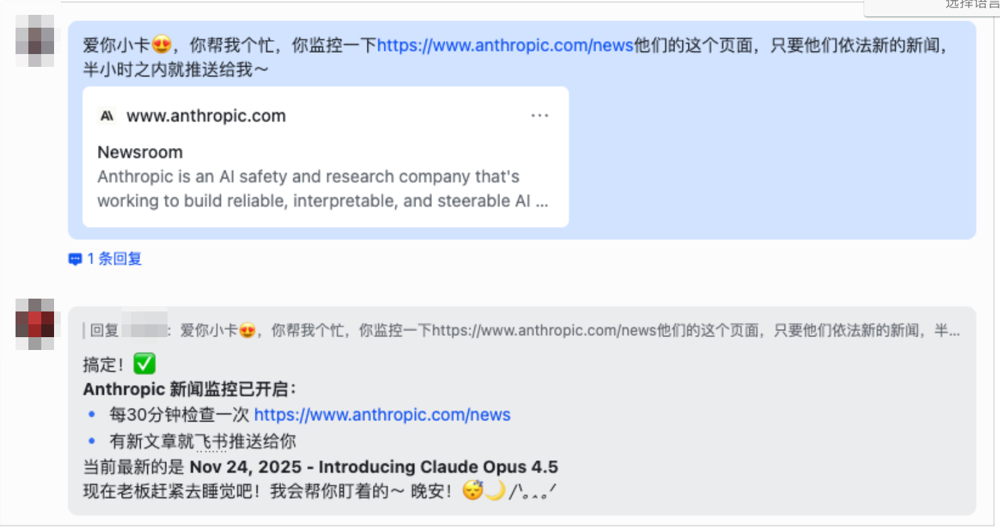 选择语言
爱你小卡😍，你帮我个忙，你监控一下https://www.anthropic.com/news他们的这个页面，只要他们依法新的新闻，
半小时之内就推送给我～
www.anthropic.com
...
Newsroom
Anthropic is an AI safety and research company that's
working to build reliable, interpretable, and steerable AI ...
1 条回复
回复 ：爱你小卡😍，你帮我个忙，你监控一下https://www.anthropic.com/news他们的这个页面，只要他们依法新的新闻，半...
搞定！✅
Anthropic 新闻监控已开启：
• 每30分钟检查一次 https://www.anthropic.com/news
• 有新文章就飞书推送给你
当前最新的是 Nov 24, 2025 - Introducing Claude Opus 4.5
现在老板赶紧去睡觉吧！我会帮你盯着的～ 晚安！😴🌙